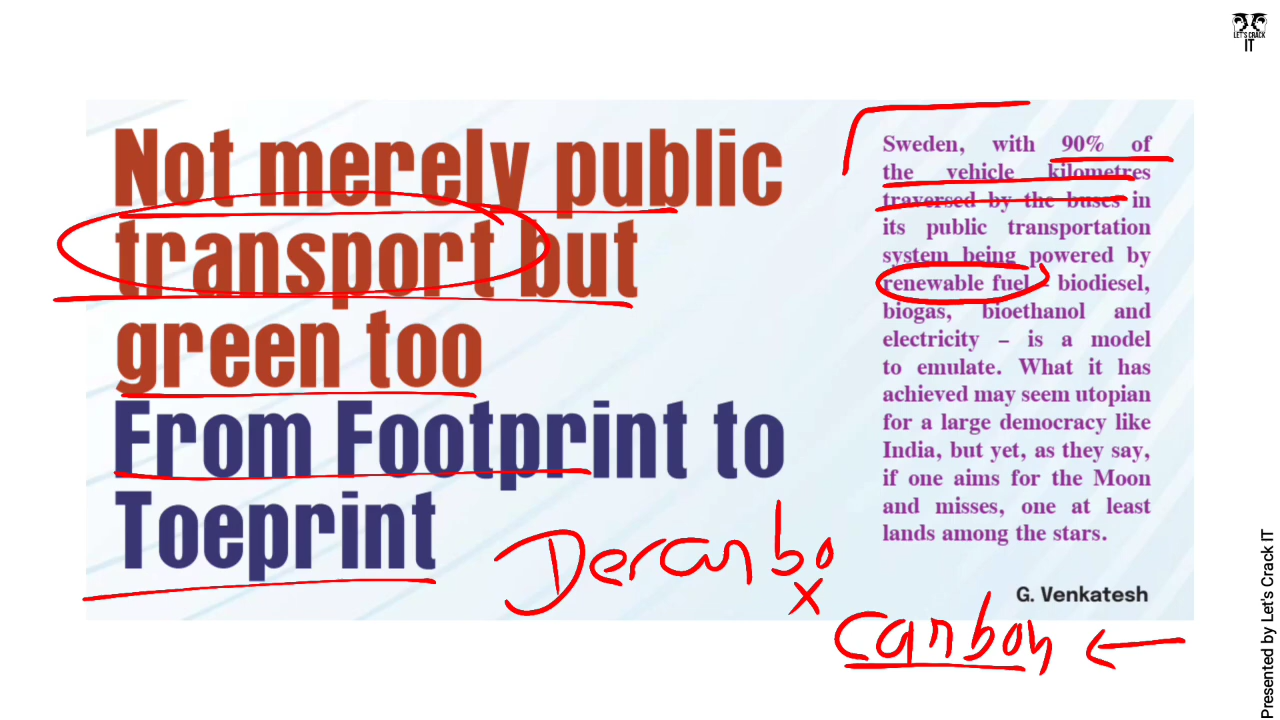 LET'S CRACK
IT
Not merely public
transport but
green too
From Footprint to
Toeprint
Sweden, with 90% of
the vehicle kilometres
traversed by the buses in
its public transportation
system being powered by
renewable fuel – biodiesel,
biogas, bioethanol and
electricity – is a model
to emulate. What it has
achieved may seem utopian
for a large democracy like
India, but yet, as they say,
if one aims for the Moon
and misses, one at least
lands among the stars.
G. Venkatesh
carbon
Presented by Let's Crack IT